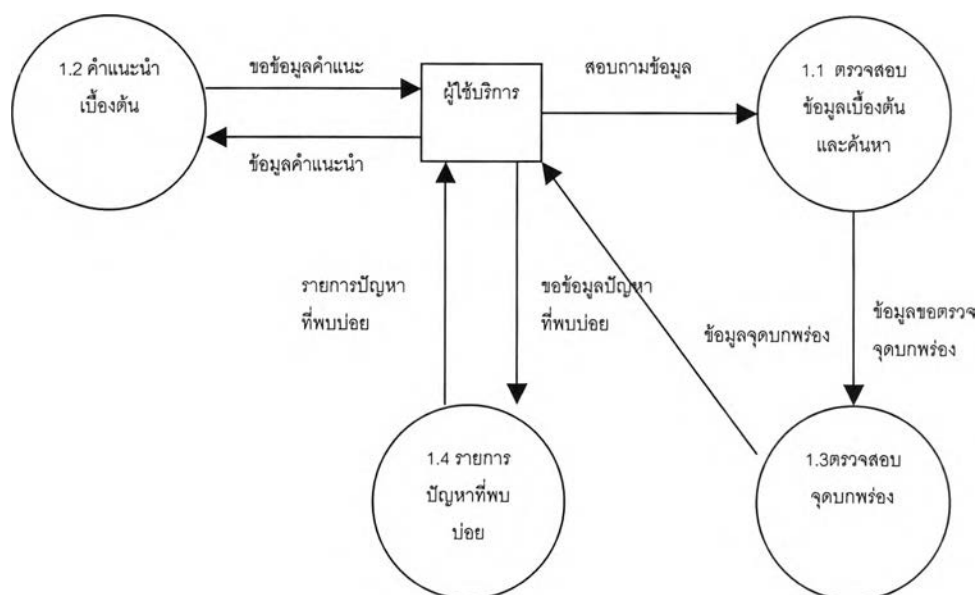 1.2 คำแนะนำ
เบื้องต้น
ขอข้อมูลคำแนะ
ข้อมูลคำแนะนำ
ผู้ใช้บริการ
สอบถามข้อมูล
1.1 ตรวจสอบ
ข้อมูลเบื้องต้น
และค้นหา
รายการปัญหา
ที่พบบ่อย
ขอข้อมูลปัญหา
ที่พบบ่อย
ข้อมูลจุดบกพร่อง
ข้อมูลขอตรวจ
จุดบกพร่อง
1.4 รายการ
ปัญหาที่พบ
บ่อย
1.3ตรวจสอบ
จุดบกพร่อง